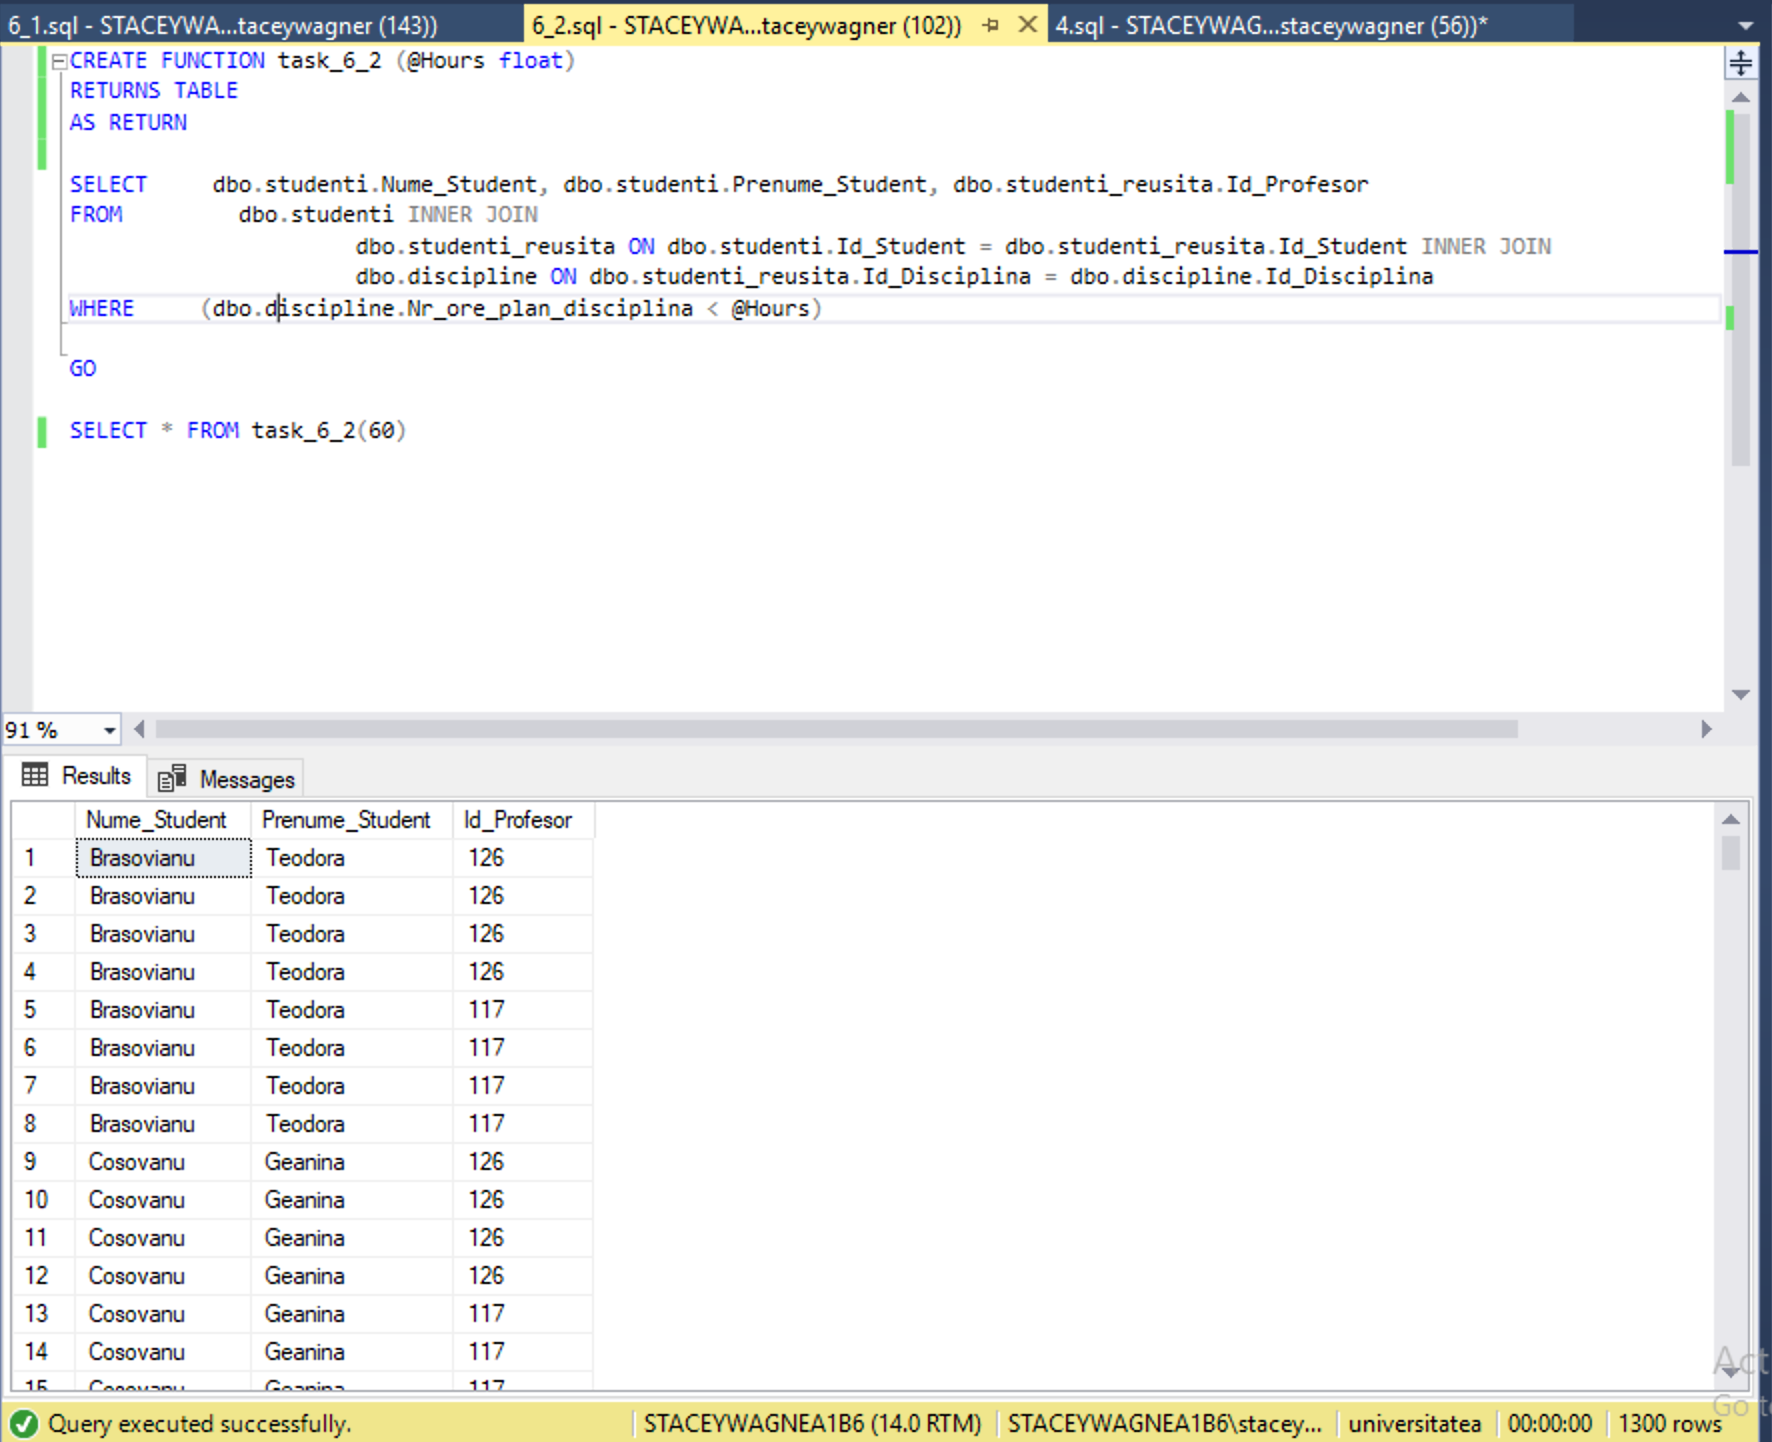 6_1.sql - STACEYWA...taceywagner (143))
6_2.sql - STACEYWA...taceywagner (102))
4.sql - STACEYWAG...staceywagner (56))*
CREATE FUNCTION task_6_2 (@Hours float)
RETURNS TABLE
AS RETURN
SELECT dbo.studenti.Nume_Student, dbo.studenti.Prenume_Student, dbo.studenti_reusita.Id_Profesor
FROM dbo.studenti INNER JOIN
dbo.studenti_reusita ON dbo.studenti.Id_Student = dbo.studenti_reusita.Id_Student INNER JOIN
dbo.discipline ON dbo.studenti_reusita.Id_Disciplina = dbo.discipline.Id_Disciplina
WHERE (dbo.discipline.Nr_ore_plan_disciplina < @Hours)
GO
SELECT * FROM task_6_2(60)
91 %
Results Messages
Nume_Student Prenume_Student Id_Profesor
1 Brasovianu Teodora 126
2 Brasovianu Teodora 126
3 Brasovianu Teodora 126
4 Brasovianu Teodora 126
5 Brasovianu Teodora 117
6 Brasovianu Teodora 117
7 Brasovianu Teodora 117
8 Brasovianu Teodora 117
9 Cosovanu Geanina 126
10 Cosovanu Geanina 126
11 Cosovanu Geanina 126
12 Cosovanu Geanina 126
13 Cosovanu Geanina 117
14 Cosovanu Geanina 117
15 Cosovanu Geanina 117
Act
Go to
Query executed successfully. STACEYWAGNEA1B6 (14.0 RTM) STACEYWAGNEA1B6\stacey... universitatea 00:00:00 1300 rows